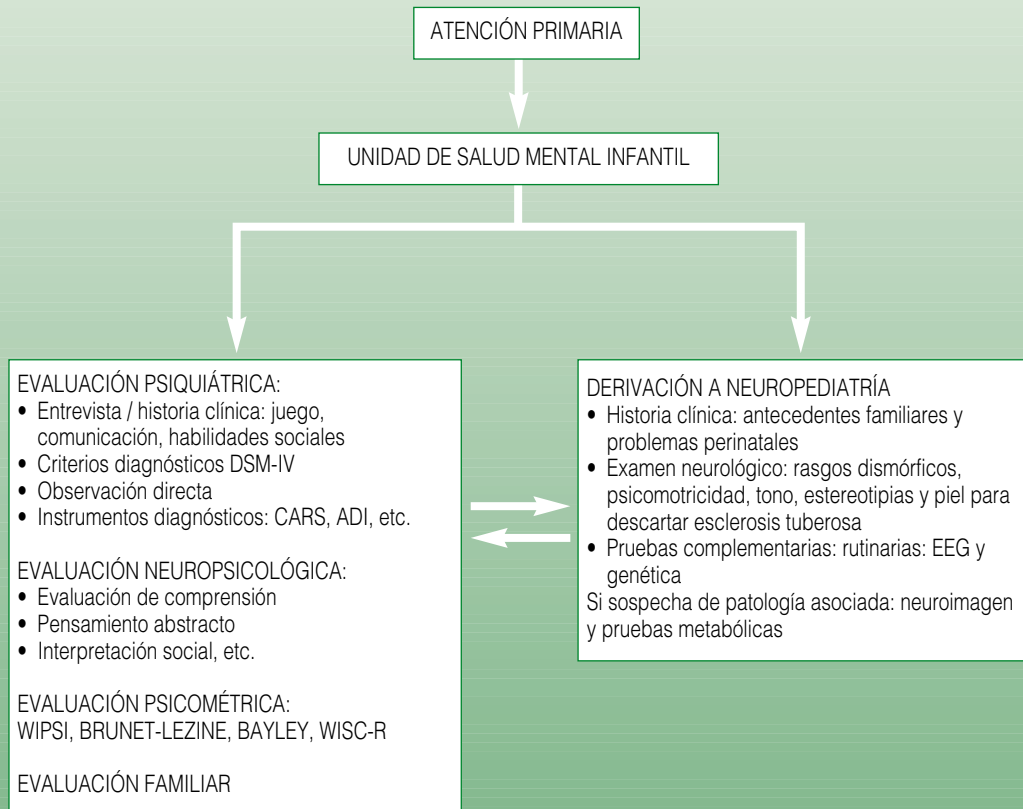 ATENCIÓN PRIMARIA
UNIDAD DE SALUD MENTAL INFANTIL
EVALUACIÓN PSIQUIÁTRICA:
• Entrevista / historia clínica: juego,
comunicación, habilidades sociales
• Criterios diagnósticos DSM-IV
• Observación directa
• Instrumentos diagnósticos: CARS, ADI, etc.
EVALUACIÓN NEUROPSICOLÓGICA:
• Evaluación de comprensión
• Pensamiento abstracto
• Interpretación social, etc.
EVALUACIÓN PSICOMÉTRICA:
WIPSI, BRUNET-LEZINE, BAYLEY, WISC-R
EVALUACIÓN FAMILIAR
DERIVACIÓN A NEUROPEDIATRÍA
• Historia clínica: antecedentes familiares y
problemas perinatales
• Examen neurológico: rasgos dismórficos,
psicomotricidad, tono, estereotipias y piel para
descartar esclerosis tuberosa
• Pruebas complementarias: rutinarias: EEG y
genética
Si sospecha de patología asociada: neuroimagen
y pruebas metabólicas